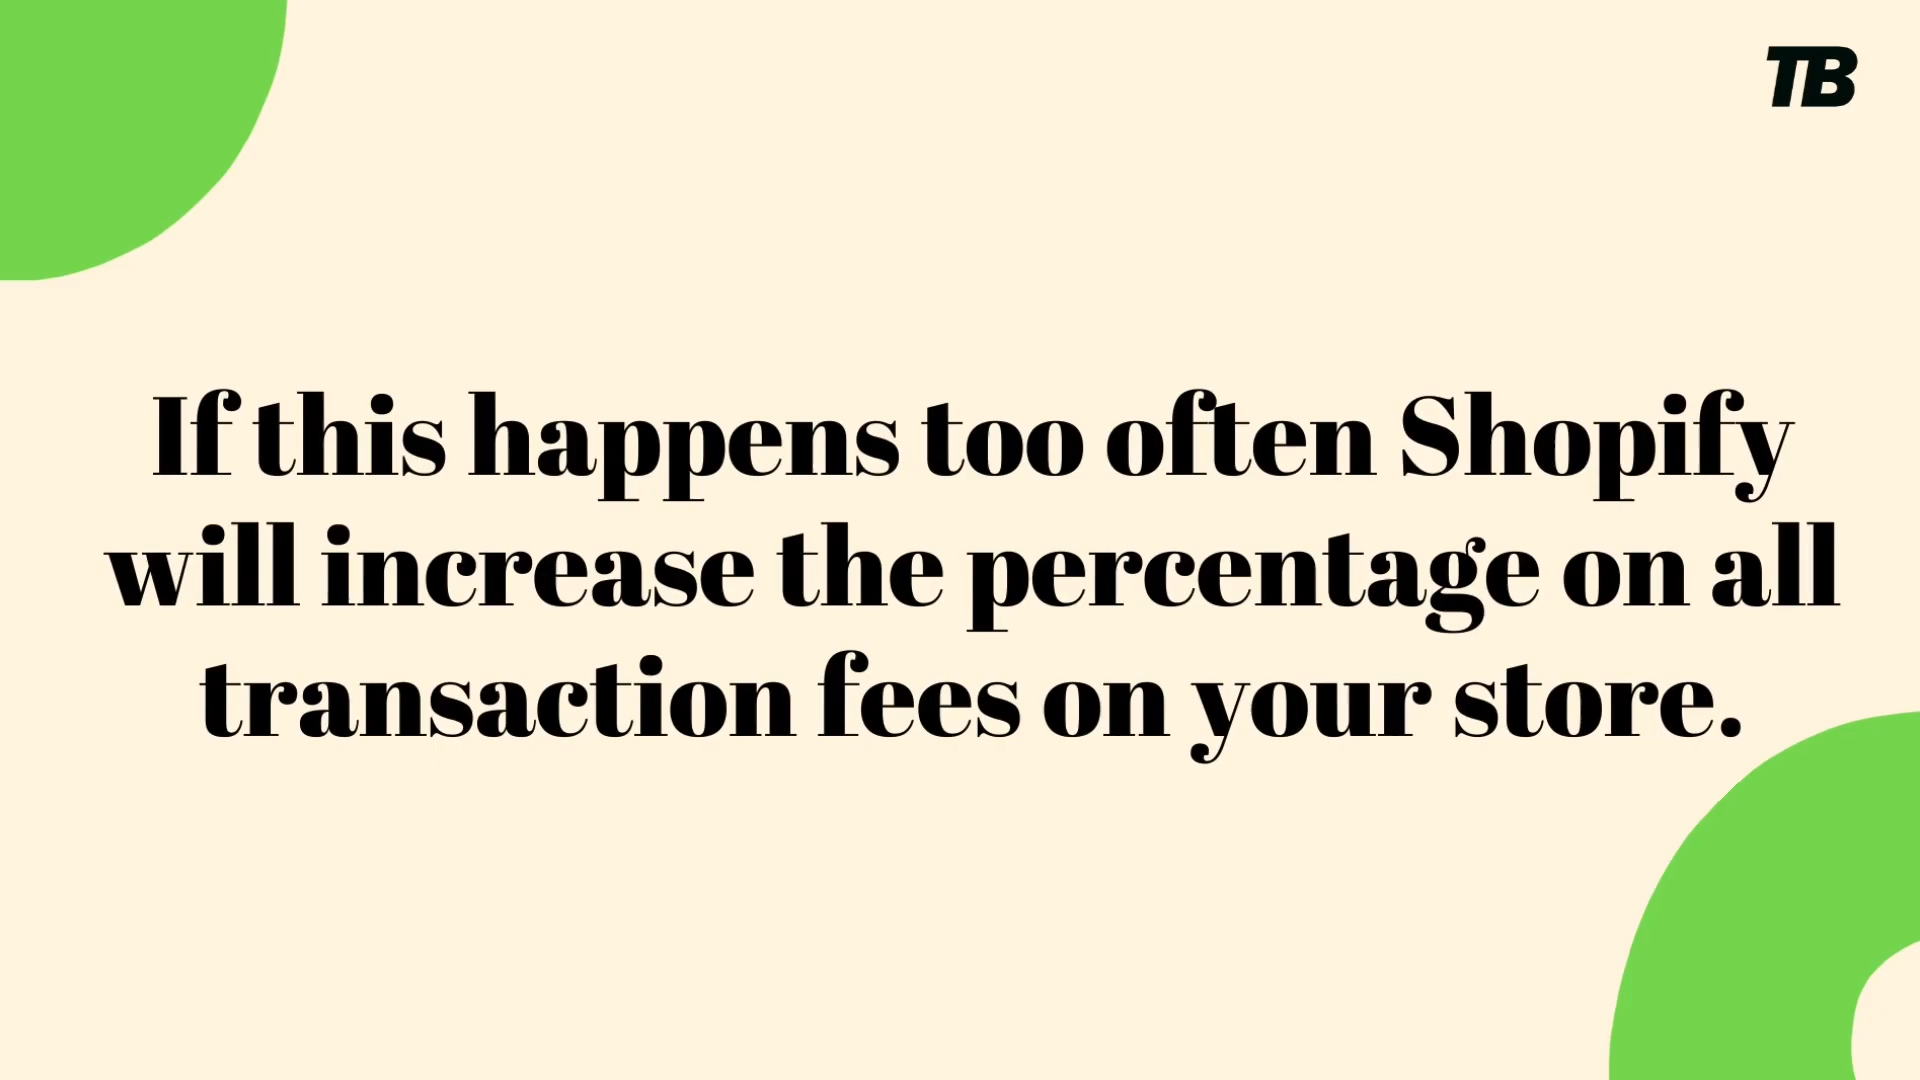 TB
If this happens too often Shopify
will increase the percentage on all
transaction fees on your store.